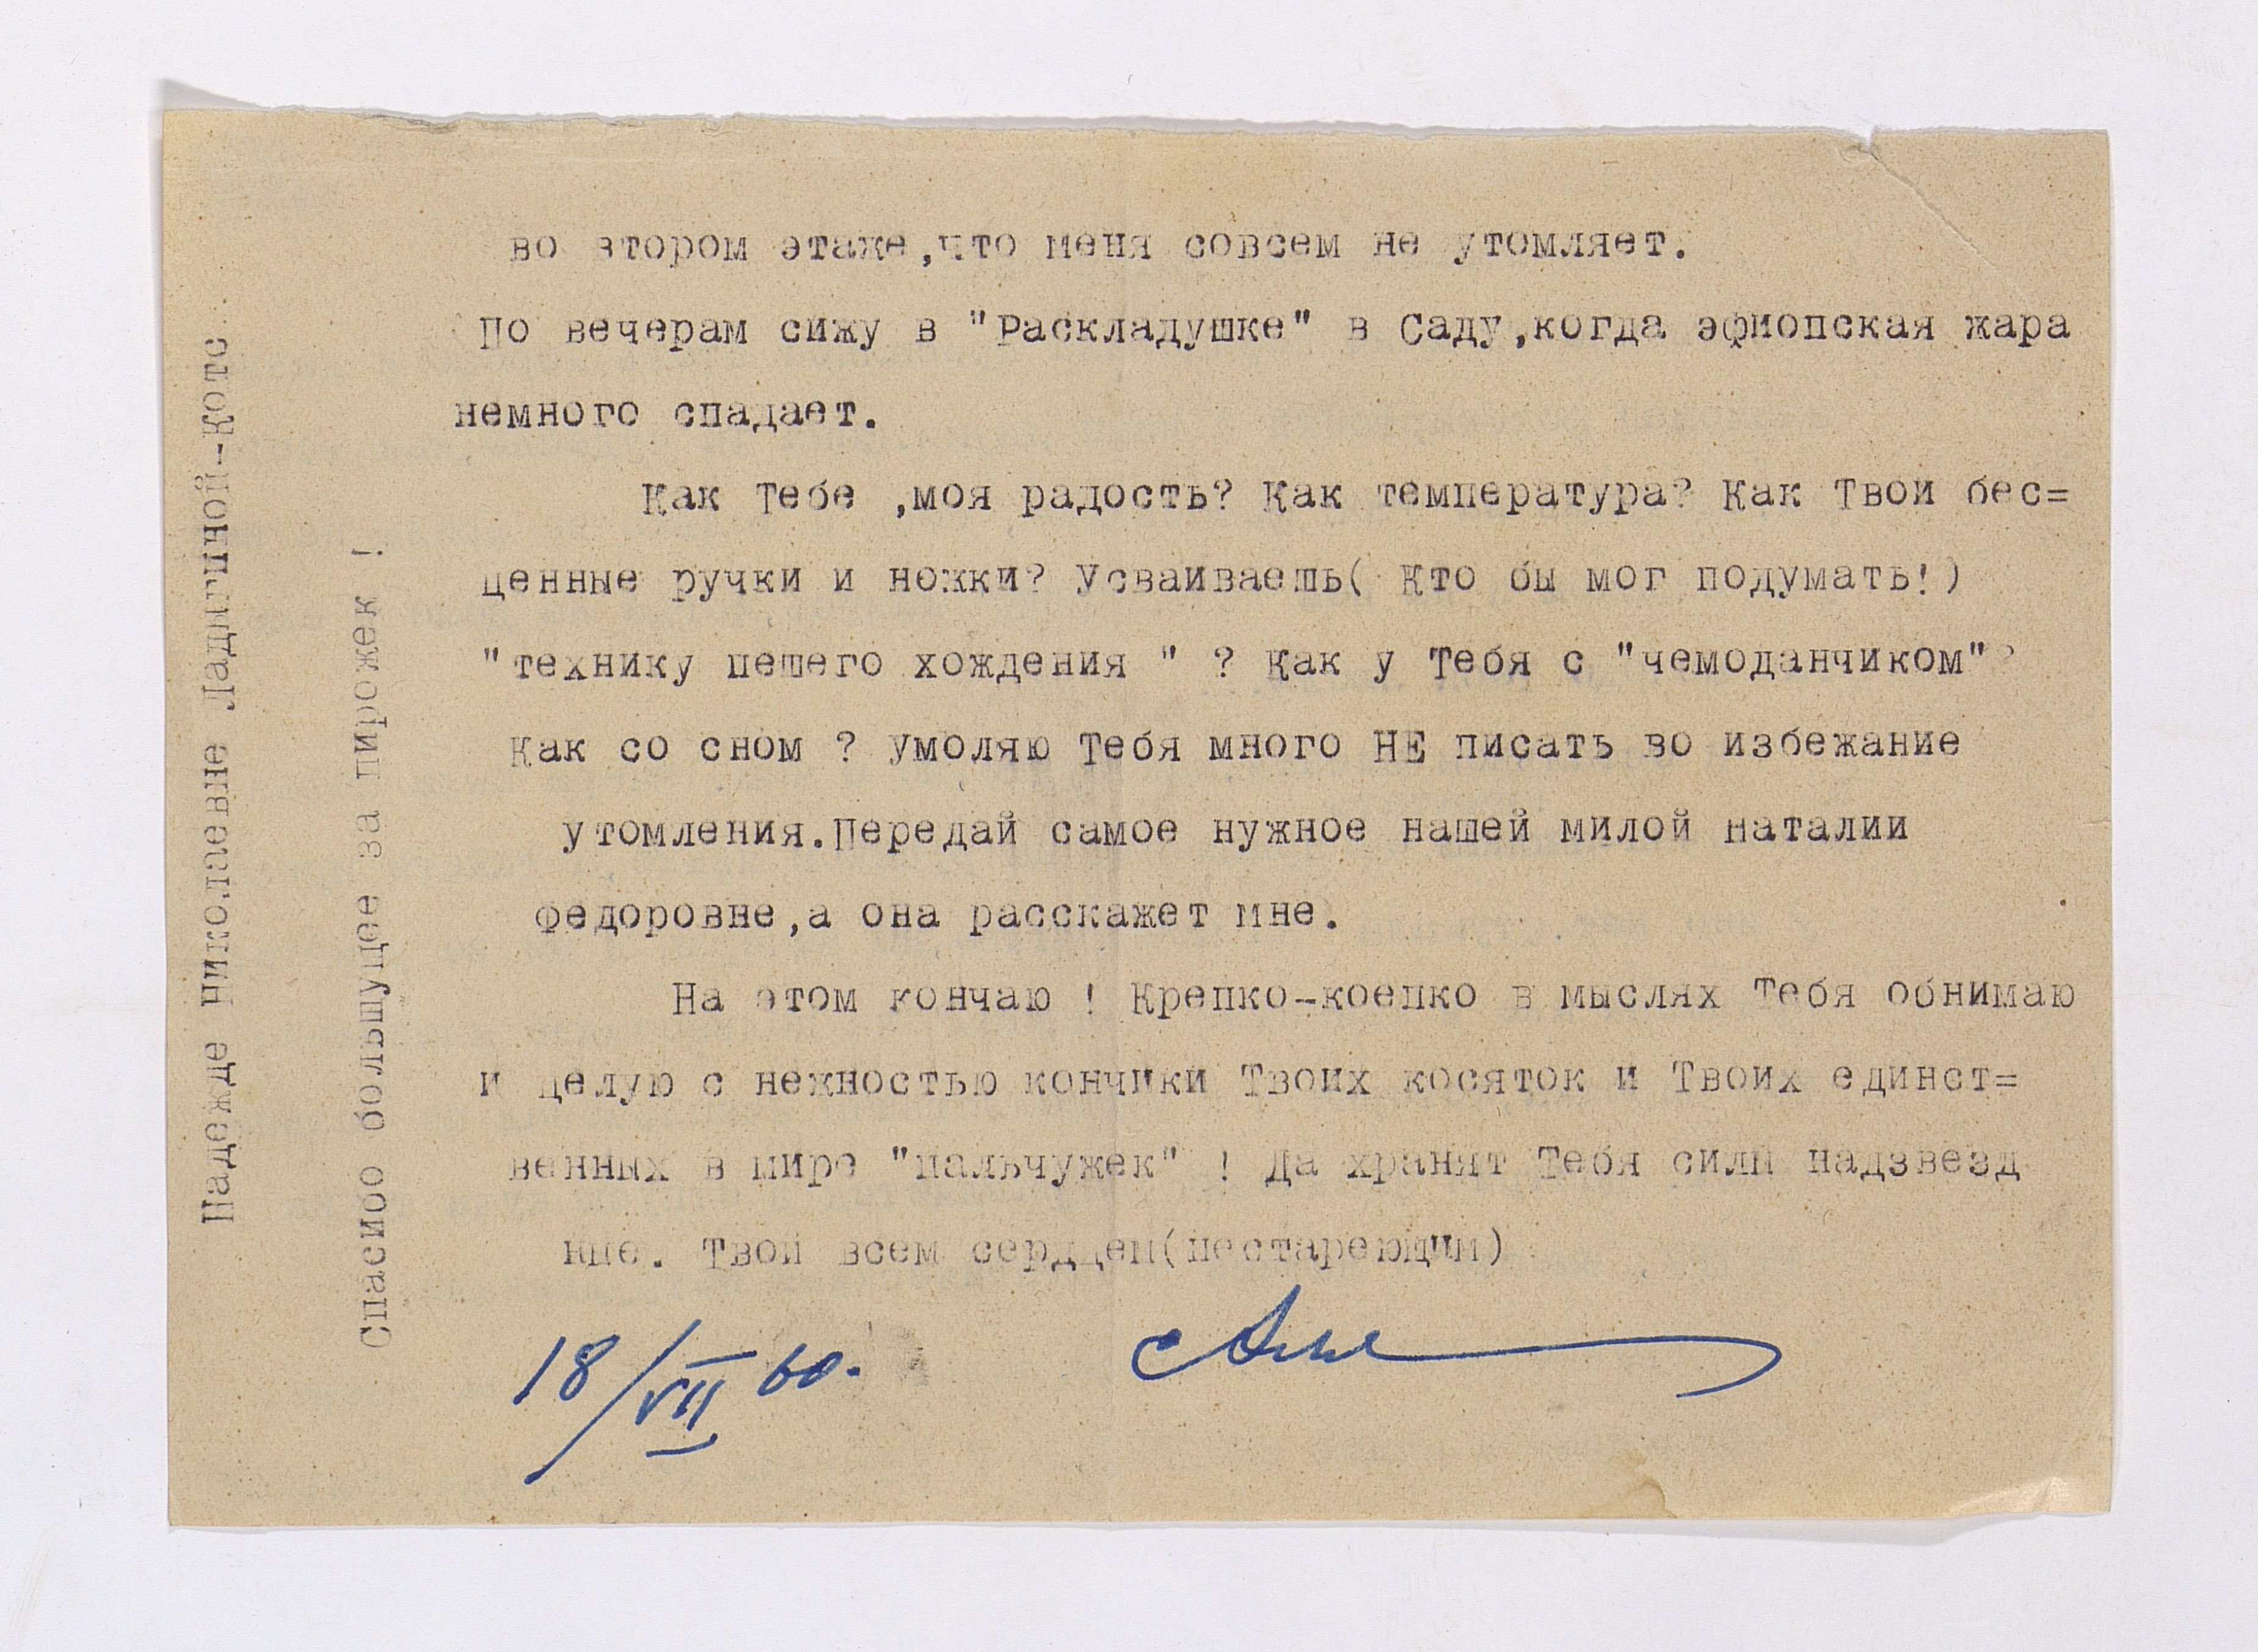 во втором этаже,что меня совсем не утомляет.
По вечерам сижу в "Раскладушке" в Саду,когда эфиопская жара
немного спадает.
Как Тебе ,моя радость? Как температура? Как Твои бес=
ценные ручки и ножки? Усваиваешь( Кто бы мог подумать!)
"технику пешего хождения " ? Как у Тебя с "чемоданчиком"?
Как со сном ? Умоляю Тебя много НЕ писать во избежание
утомления.Передай самое нужное нашей милой Наталии
Федоровне,а она расскажет мне.
На этом кончаю ! Крепко-коепко в мыслях Тебя обнимаю
и целую с нежностью кончики Твоих косяток и Твоих единст=
венных в мире "пальчужек" ! Да хранят Тебя силы надзвезд
ные. Твой всем сердцем(нестареющим)
18/VII 60.
Надежде Николаевне Ладыгиной-Котс
Спасибо большущее за пирожек !